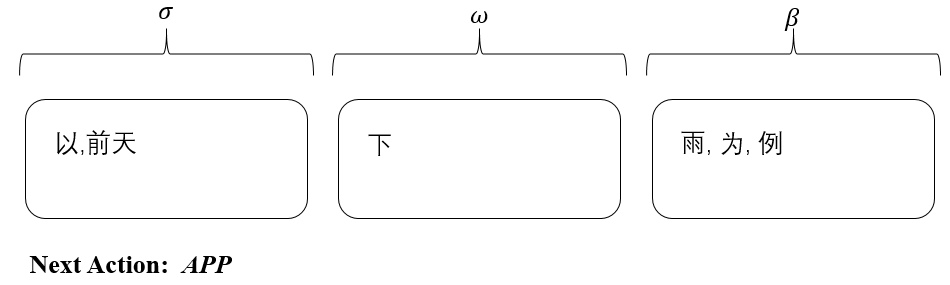 σ ω β
以,前天 下 雨, 为, 例
Next Action: APP